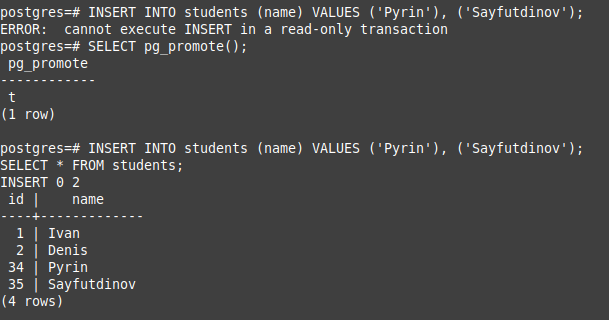 postgres=# INSERT INTO students (name) VALUES ('Pyrin'), ('Sayfutdinov');
ERROR:  cannot execute INSERT in a read-only transaction
postgres=# SELECT pg_promote();
 pg_promote
------------
 t
(1 row)

postgres=# INSERT INTO students (name) VALUES ('Pyrin'), ('Sayfutdinov');
SELECT * FROM students;
INSERT 0 2
 id |    name
----+-------------
  1 | Ivan
  2 | Denis
 34 | Pyrin
 35 | Sayfutdinov
(4 rows)